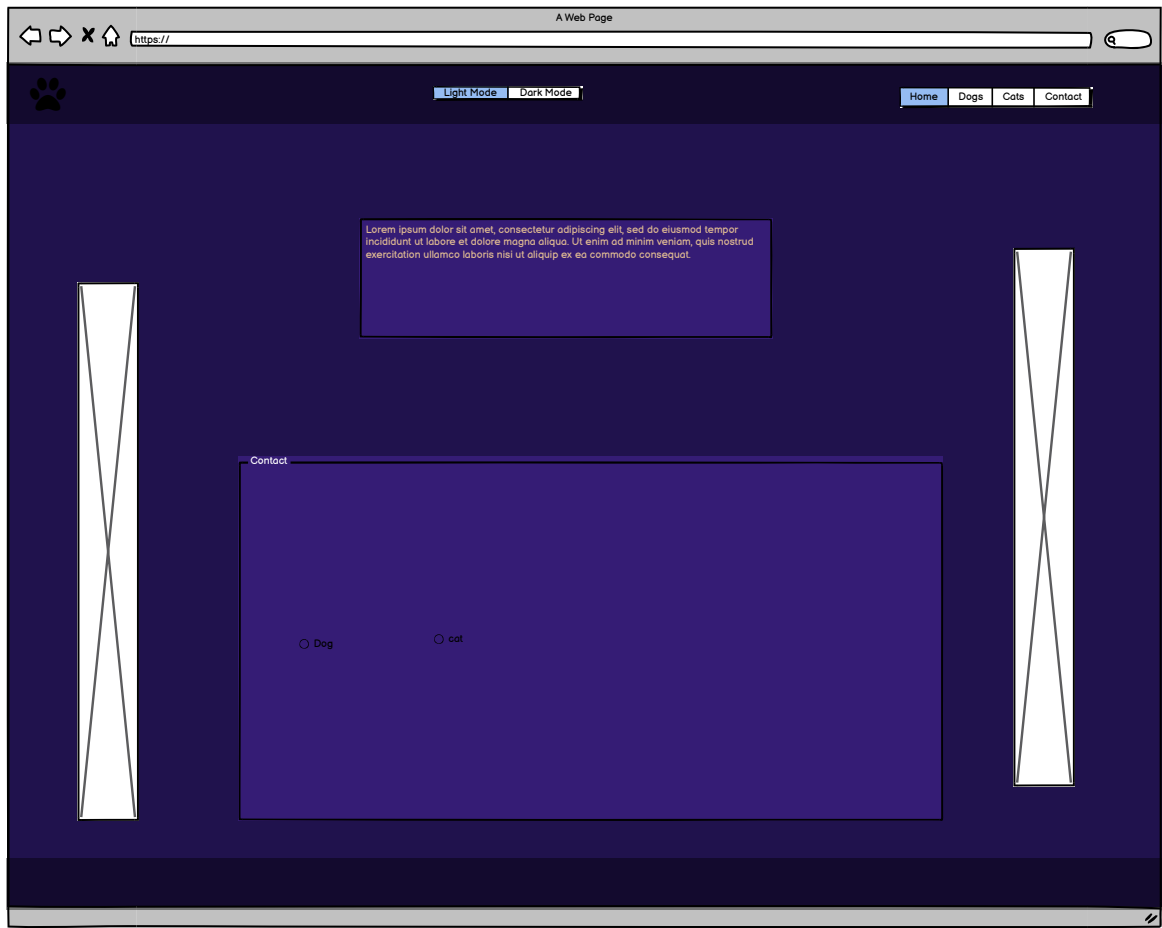 A Web Page
https://
Light Mode Dark Mode
Home Dogs Cats Contact
Lorem ipsum dolor sit amet, consectetur adipiscing elit, sed do eiusmod tempor
incididunt ut labore et dolore magna aliqua. Ut enim ad minim veniam, quis nostrud
exercitation ullamco laboris nisi ut aliquip ex ea commodo consequat.
Contact
Dog cat